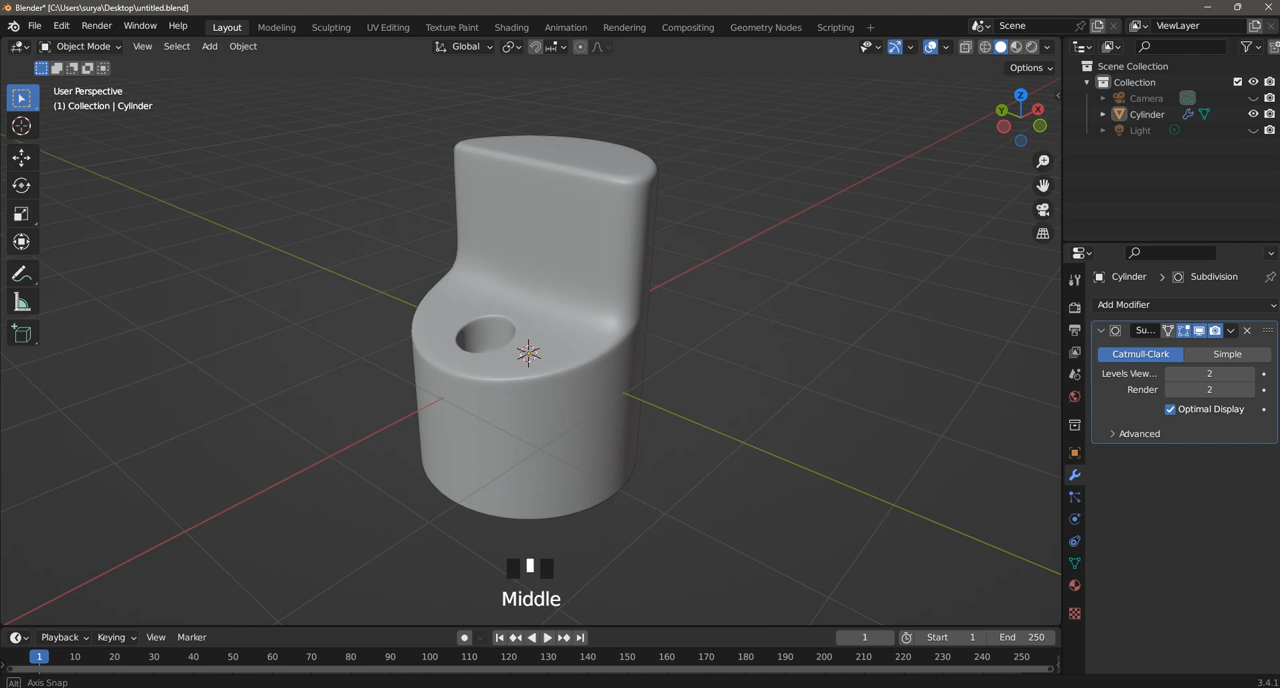 Blender* [C:\Users\surya\Desktop\untitled.blend]
File Edit Render Window Help Layout Modeling Sculpting UV Editing Texture Paint Shading Animation Rendering Compositing Geometry Nodes Scripting + Scene ViewLayer
Object Mode View Select Add Object Global
Options
User Perspective
(1) Collection | Cylinder
Z
Y
X
Scene Collection
Collection
Camera
Cylinder
Light
Cylinder > Subdivision
Add Modifier
Su...
Catmull-Clark Simple
Levels View... 2
Render 2
Optimal Display
Advanced
Middle
Playback Keying View Marker 1 Start 1 End 250
1 10 20 30 40 50 60 70 80 90 100 110 120 130 140 150 160 170 180 190 200 210 220 230 240 250
Alt Axis Snap 3.4.1